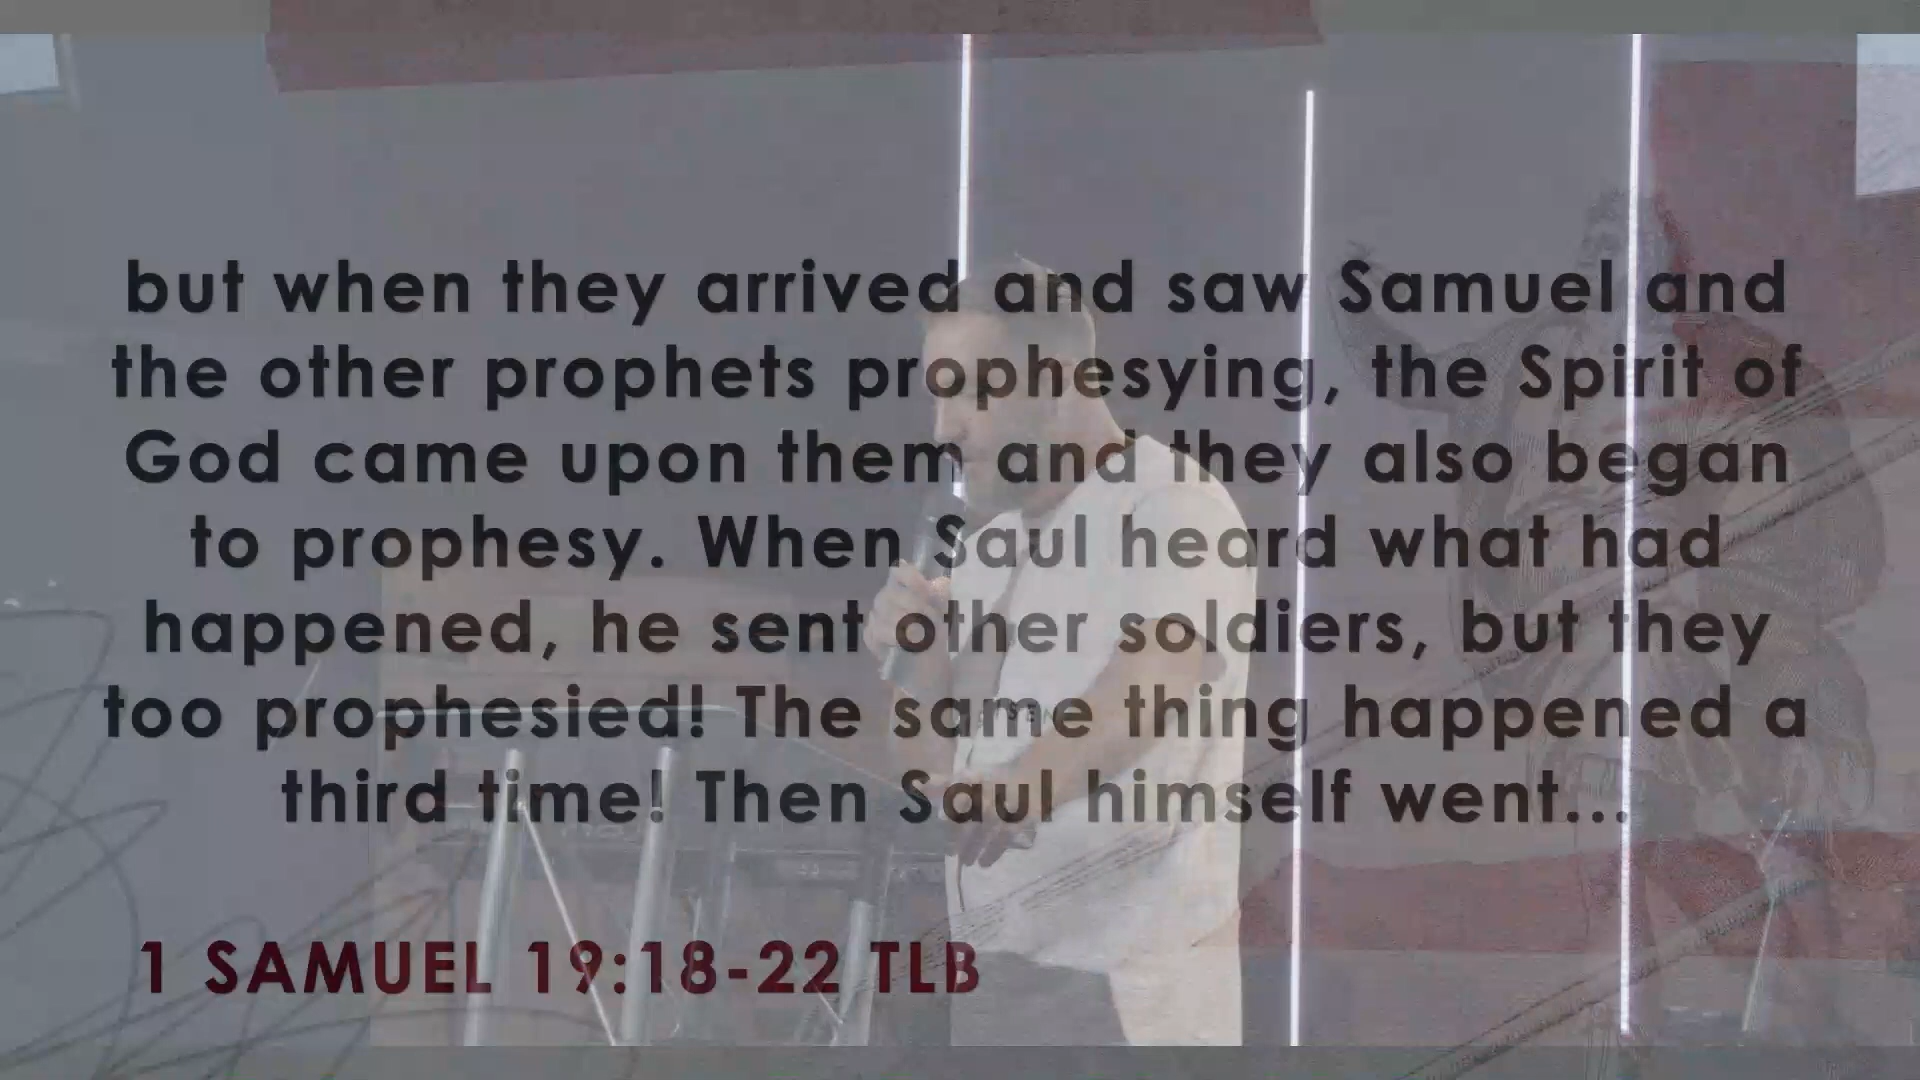 but when they arrived and saw Samuel and
the other prophets prophesying, the Spirit of
God came upon them and they also began
to prophesy. When Saul heard what had
happened, he sent other soldiers, but they
too prophesied! The same thing happened a
third time! Then Saul himself went...
1 SAMUEL 19:18-22 TLB